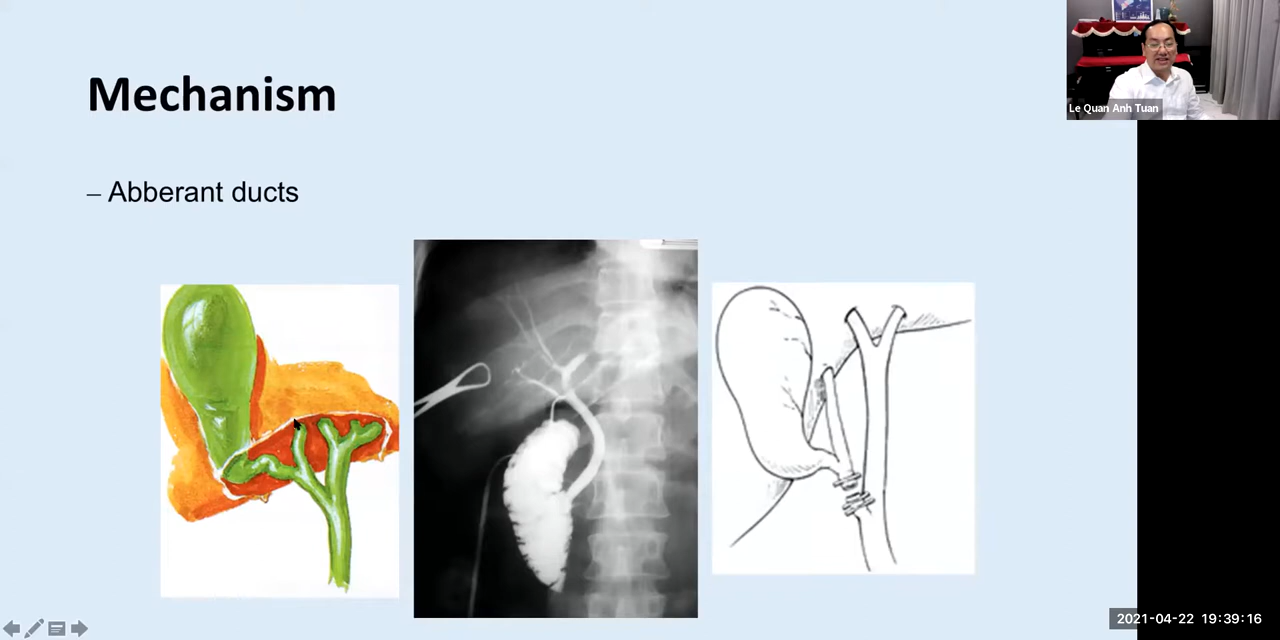 Mechanism
– Abberant ducts
Le Quan Anh Tuan
2021-04-22 19:39:16